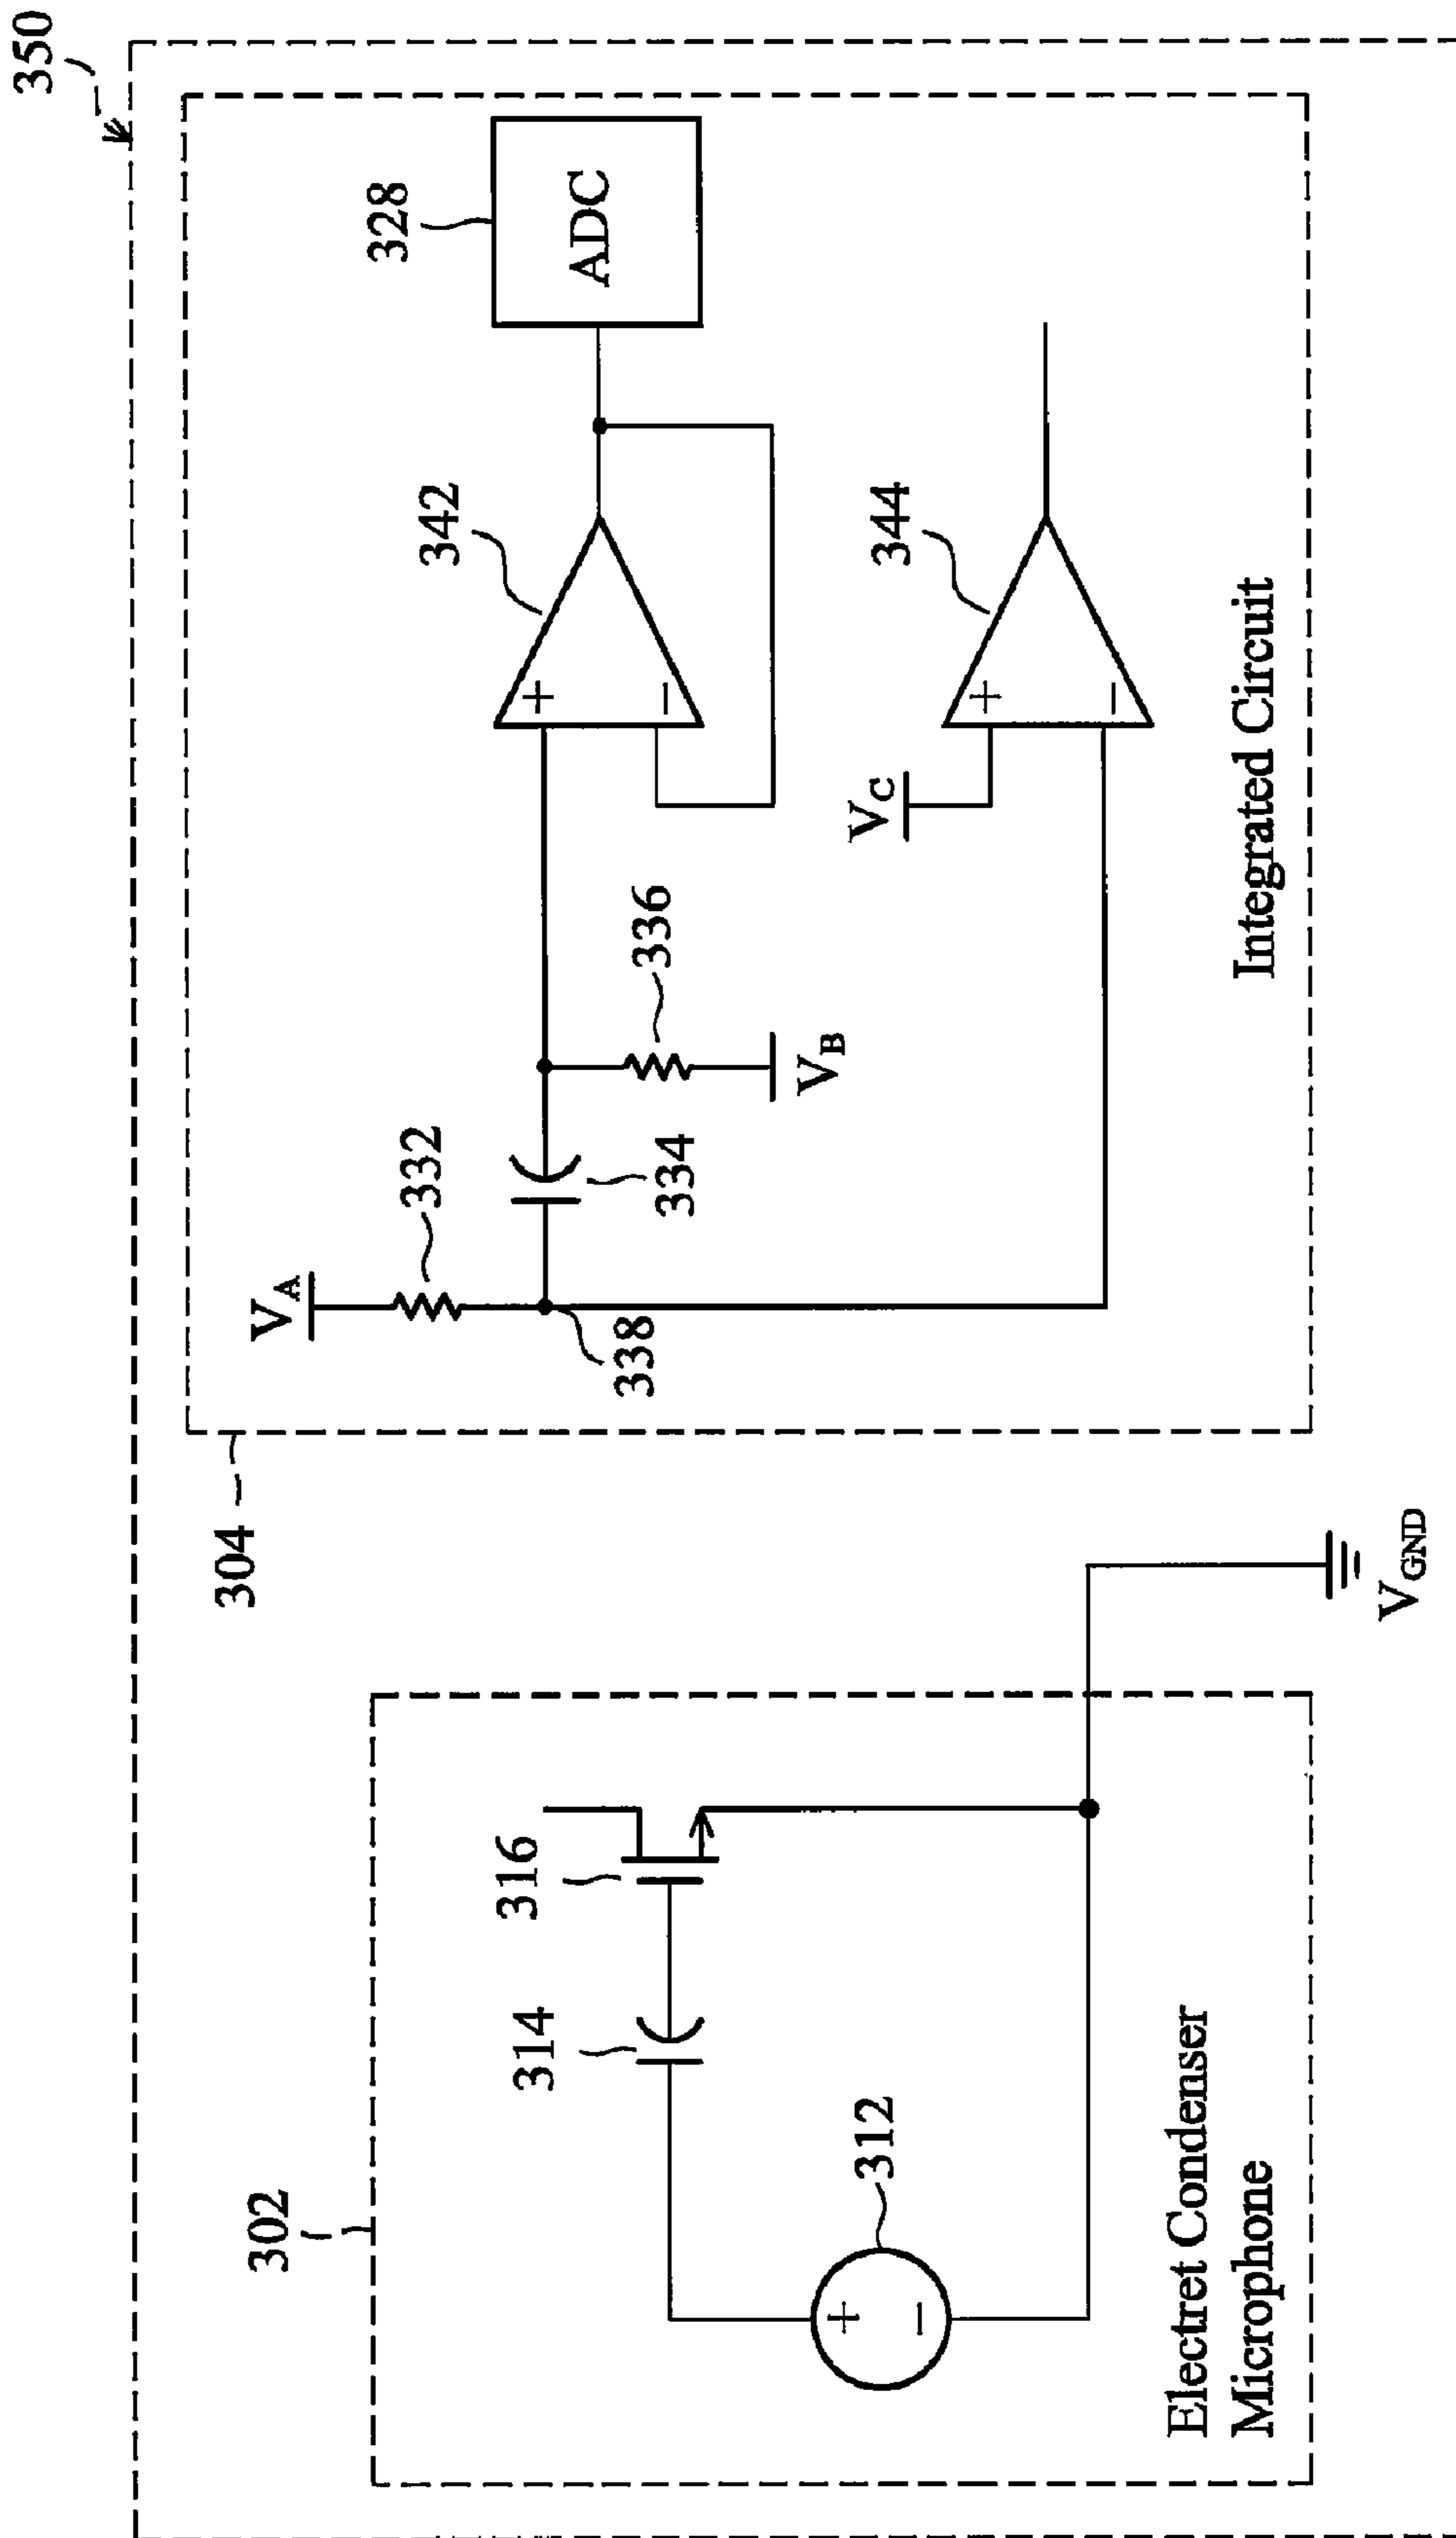 350
304
302
V_A
332
338
334
336
V_B
342
+
−
328
ADC
V_C
344
+
−
Integrated Circuit
316
314
312
+
−
Electret Condenser
Microphone
V_GND